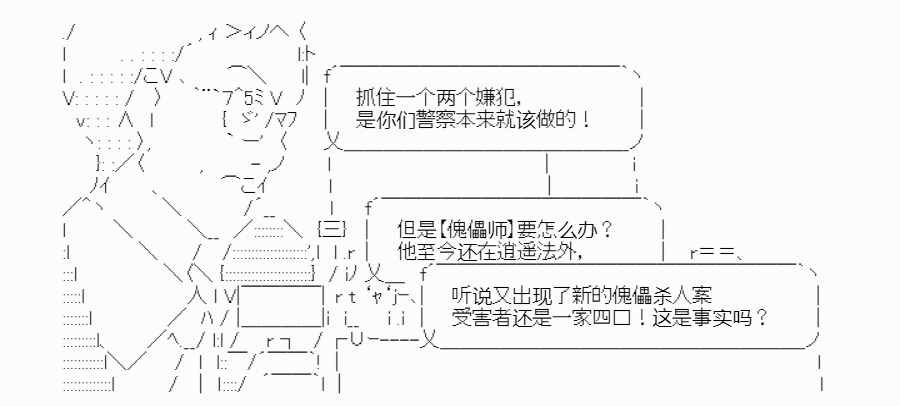 抓住一个两个嫌犯，
是你们警察本来就该做的！
但是【傀儡师】要怎么办？
他至今还在逍遥法外，
听说又出现了新的傀儡杀人案
受害者还是一家四口！这是事实吗？